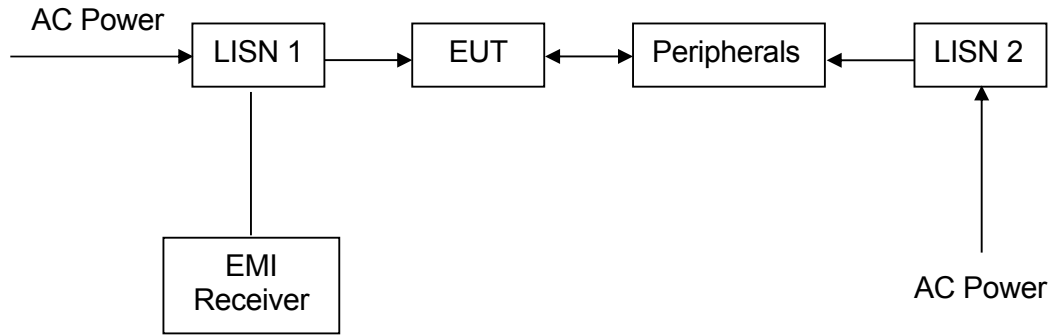 AC Power
LISN 1
EUT
Peripherals
LISN 2
EMI
Receiver
AC Power